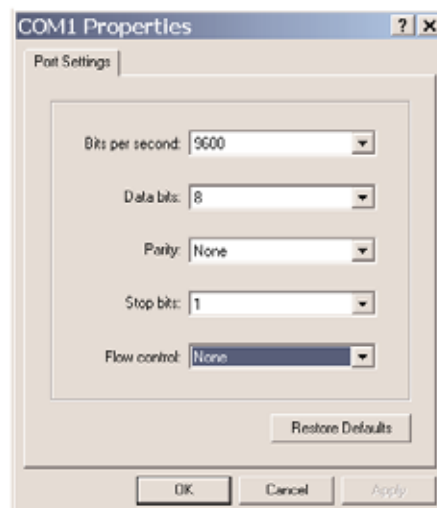 COM1 Properties
Port Settings
Bits per second: 9600
Data bits: 8
Parity: None
Stop bits: 1
Flow control: None
Restore Defaults
OK Cancel Apply